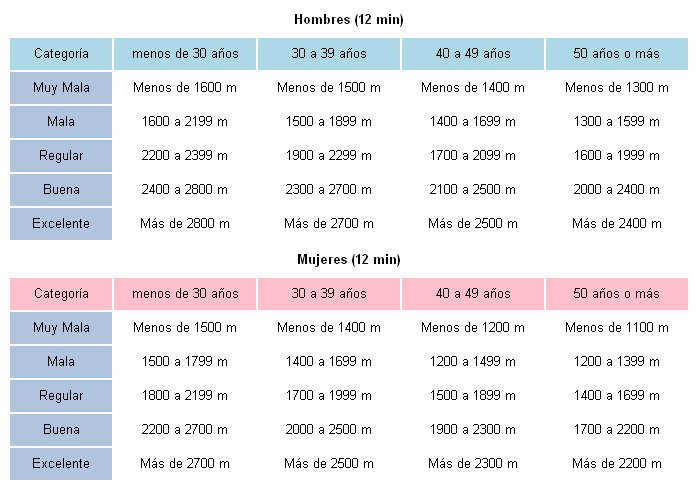 Hombres (12 min)
Categoría menos de 30 años 30 a 39 años 40 a 49 años 50 años o más
Muy Mala Menos de 1600 m Menos de 1500 m Menos de 1400 m Menos de 1300 m
Mala 1600 a 2199 m 1500 a 1899 m 1400 a 1699 m 1300 a 1599 m
Regular 2200 a 2399 m 1900 a 2299 m 1700 a 2099 m 1600 a 1999 m
Buena 2400 a 2800 m 2300 a 2700 m 2100 a 2500 m 2000 a 2400 m
Excelente Más de 2800 m Más de 2700 m Más de 2500 m Más de 2400 m
Mujeres (12 min)
Categoría menos de 30 años 30 a 39 años 40 a 49 años 50 años o más
Muy Mala Menos de 1500 m Menos de 1400 m Menos de 1200 m Menos de 1100 m
Mala 1500 a 1799 m 1400 a 1699 m 1200 a 1499 m 1200 a 1399 m
Regular 1800 a 2199 m 1700 a 1999 m 1500 a 1899 m 1400 a 1699 m
Buena 2200 a 2700 m 2000 a 2500 m 1900 a 2300 m 1700 a 2200 m
Excelente Más de 2700 m Más de 2500 m Más de 2300 m Más de 2200 m